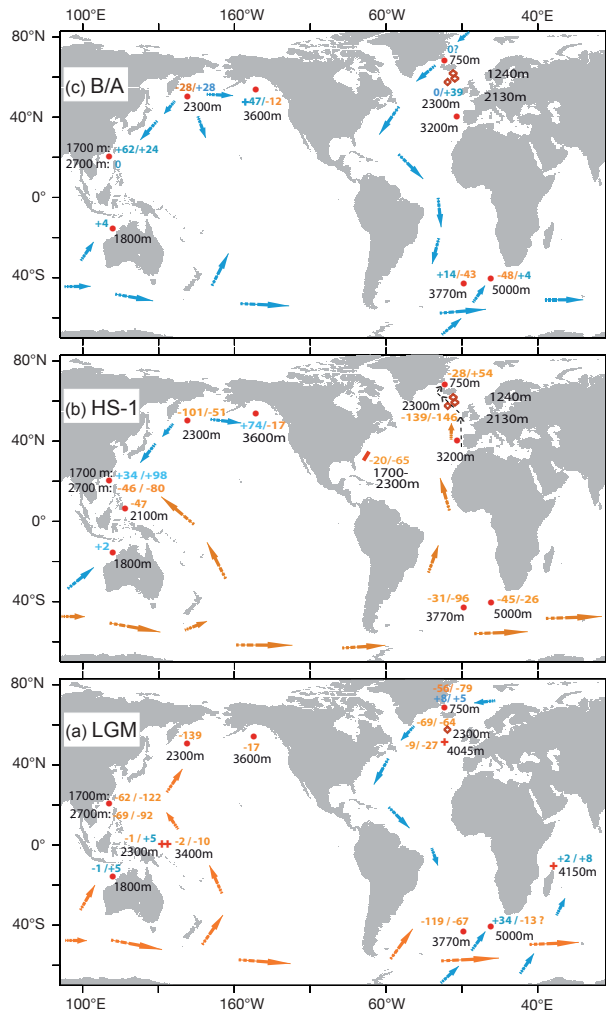 100°E 160°W 60°W 40°E
80°N
(c) B/A
0?
750m
1240m
-28/+28
2300m
+47/-12
3600m
0/+39
2300m
2130m
40°N
3200m
1700 m: +62/+24
2700 m: 0
0°
+4
1800m
40°S
+14/-43
3770m
-48/+4
5000m
80°N
(b) HS-1
-28/+54
750m
1240m
2300m
-139/-146
2130m
-101/-51
2300m
+74/-17
3600m
40°N
3200m
-20/-65
1700-
2300m
1700 m: +34 /+98
2700 m: -46 / -80
-47
2100m
0°
+2
1800m
40°S
-31/-96
3770m
-45/-26
5000m
80°N
(a) LGM
-56/ -79
+8/ +5
750m
-69/ -64
2300m
-9/ -27
4045m
-139
2300m
-17
3600m
40°N
1700m: -62 / -122
2700m: -69 / -92
-1 / +5
2300m
-2 / -10
3400m
0°
-1 /+5
1800m
+2 / +8
4150m
40°S
-119 / -67
3770m
+34 / -13 ?
5000m
100°E 160°W 60°W 40°E